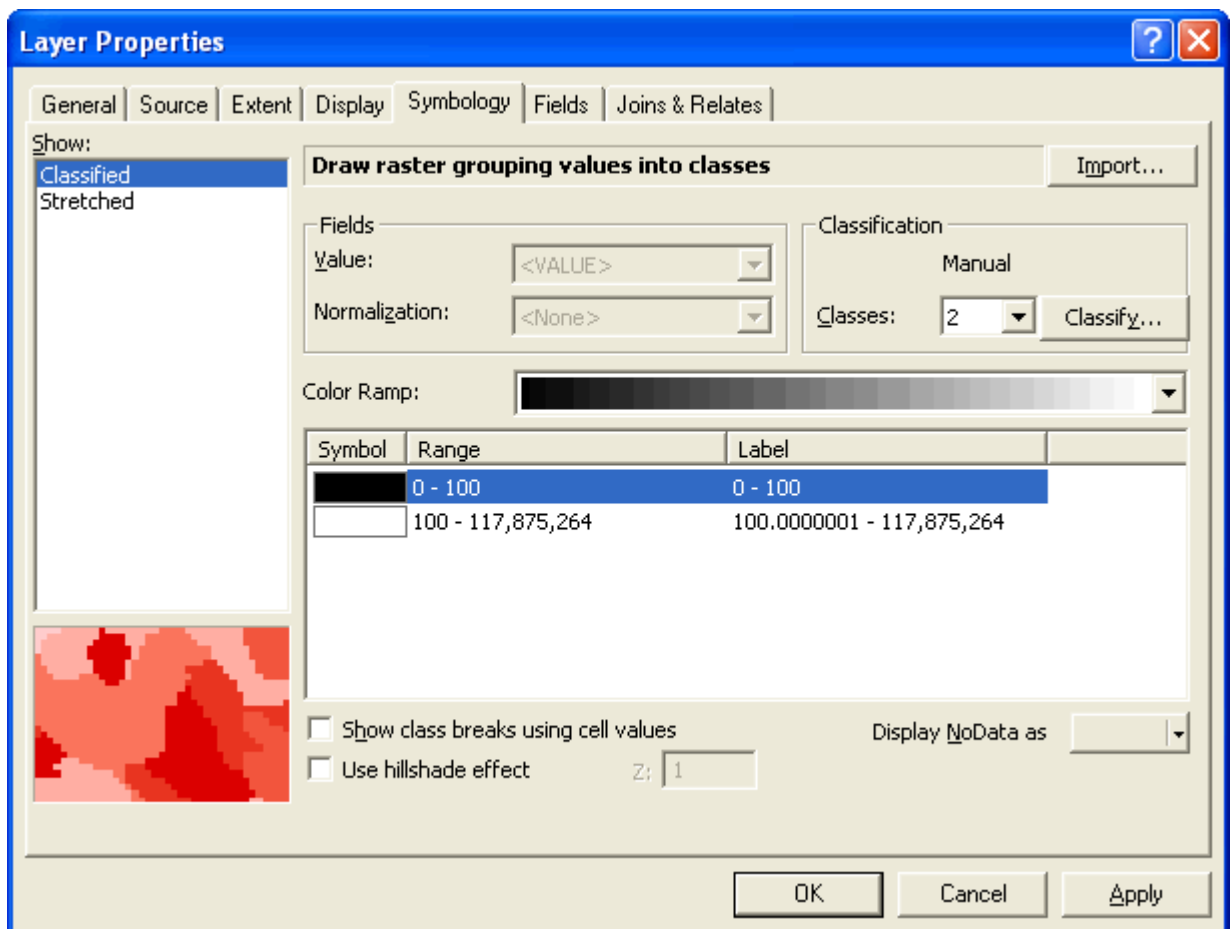 Layer Properties
General Source Extent Display Symbology Fields Joins & Relates
Show:
Classified
Stretched
Draw raster grouping values into classes
Import...
Fields
Value: <VALUE>
Normalization: <None>
Classification
Manual
Classes: 2 Classify...
Color Ramp:
Symbol Range Label
0 - 100 0 - 100
100 - 117,875,264 100.0000001 - 117,875,264
Show class breaks using cell values
Display NoData as
Use hillshade effect Z: 1
OK Cancel Apply